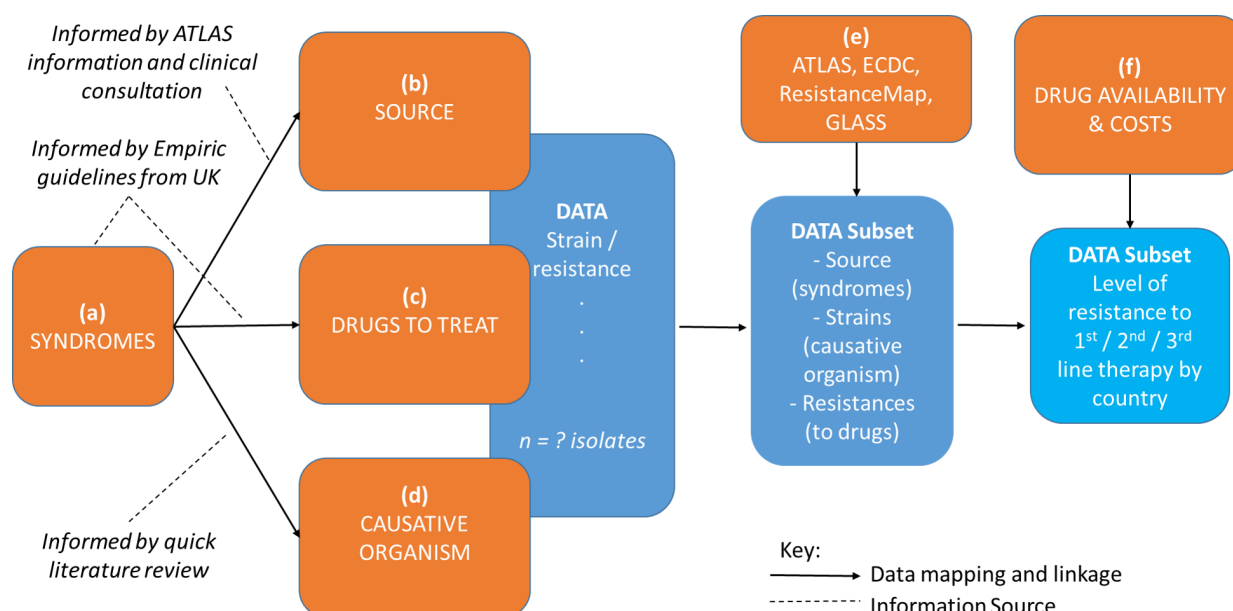 Informed by ATLAS
information and clinical
consultation
Informed by Empiric
guidelines from UK
(a)
SYNDROMES
Informed by quick
literature review
(b)
SOURCE
(c)
DRUGS TO TREAT
(d)
CAUSATIVE
ORGANISM
DATA
Strain /
resistance
.
.
.
n = ? isolates
(e)
ATLAS, ECDC,
ResistanceMap,
GLASS
DATA Subset
- Source
(syndromes)
- Strains
(causative
organism)
- Resistances
(to drugs)
(f)
DRUG AVAILABILITY
& COSTS
DATA Subset
Level of
resistance to
1st / 2nd / 3rd
line therapy by
country
Key:
Data mapping and linkage
Information Source